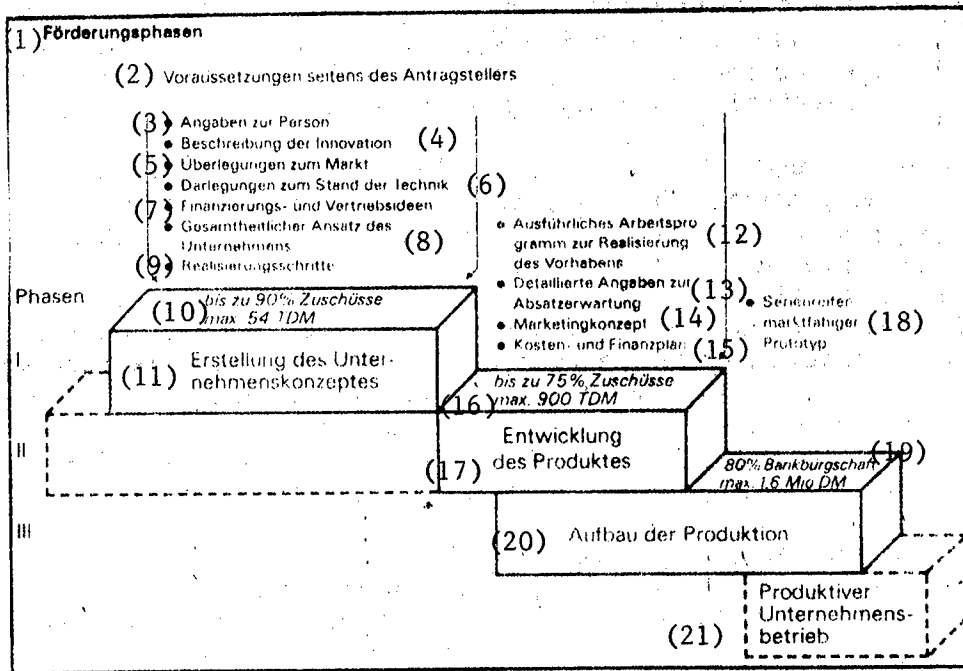 (1) Förderungsphasen
(2) Voraussetzungen seitens des Antragstellers
(3) • Angaben zur Person
• Beschreibung der Innovation (4)
(5) • Überlegungen zum Markt
• Darlegungen zum Stand der Technik (6)
(7) • Finanzierungs- und Vertriebsideen
• Gesamtheitlicher Ansatz des
Unternehmens (8)
(9) • Realisierungsschritte
• Ausführliches Arbeitspro
gramm zur Realisierung (12)
des Vorhabens
• Detaillierte Angaben zur
Absatzerwartung (13)
• Marketingkonzept (14)
• Kosten- und Finanzplan (15)
• Serienreifer
marktfähiger (18)
Prototyp
Phasen
(10) bis zu 90% Zuschüsse
max. 54 TDM
I
(11) Erstellung des Unter-
nehmenskonzeptes
(16) bis zu 75% Zuschüsse
max. 900 TDM
II
(17) Entwicklung
des Produktes
(19)
80% Bankburgschaft
max. 1,6 Mio DM
III
(20) Aufbau der Produktion
(21) Produktiver
Unternehmens-
betrieb